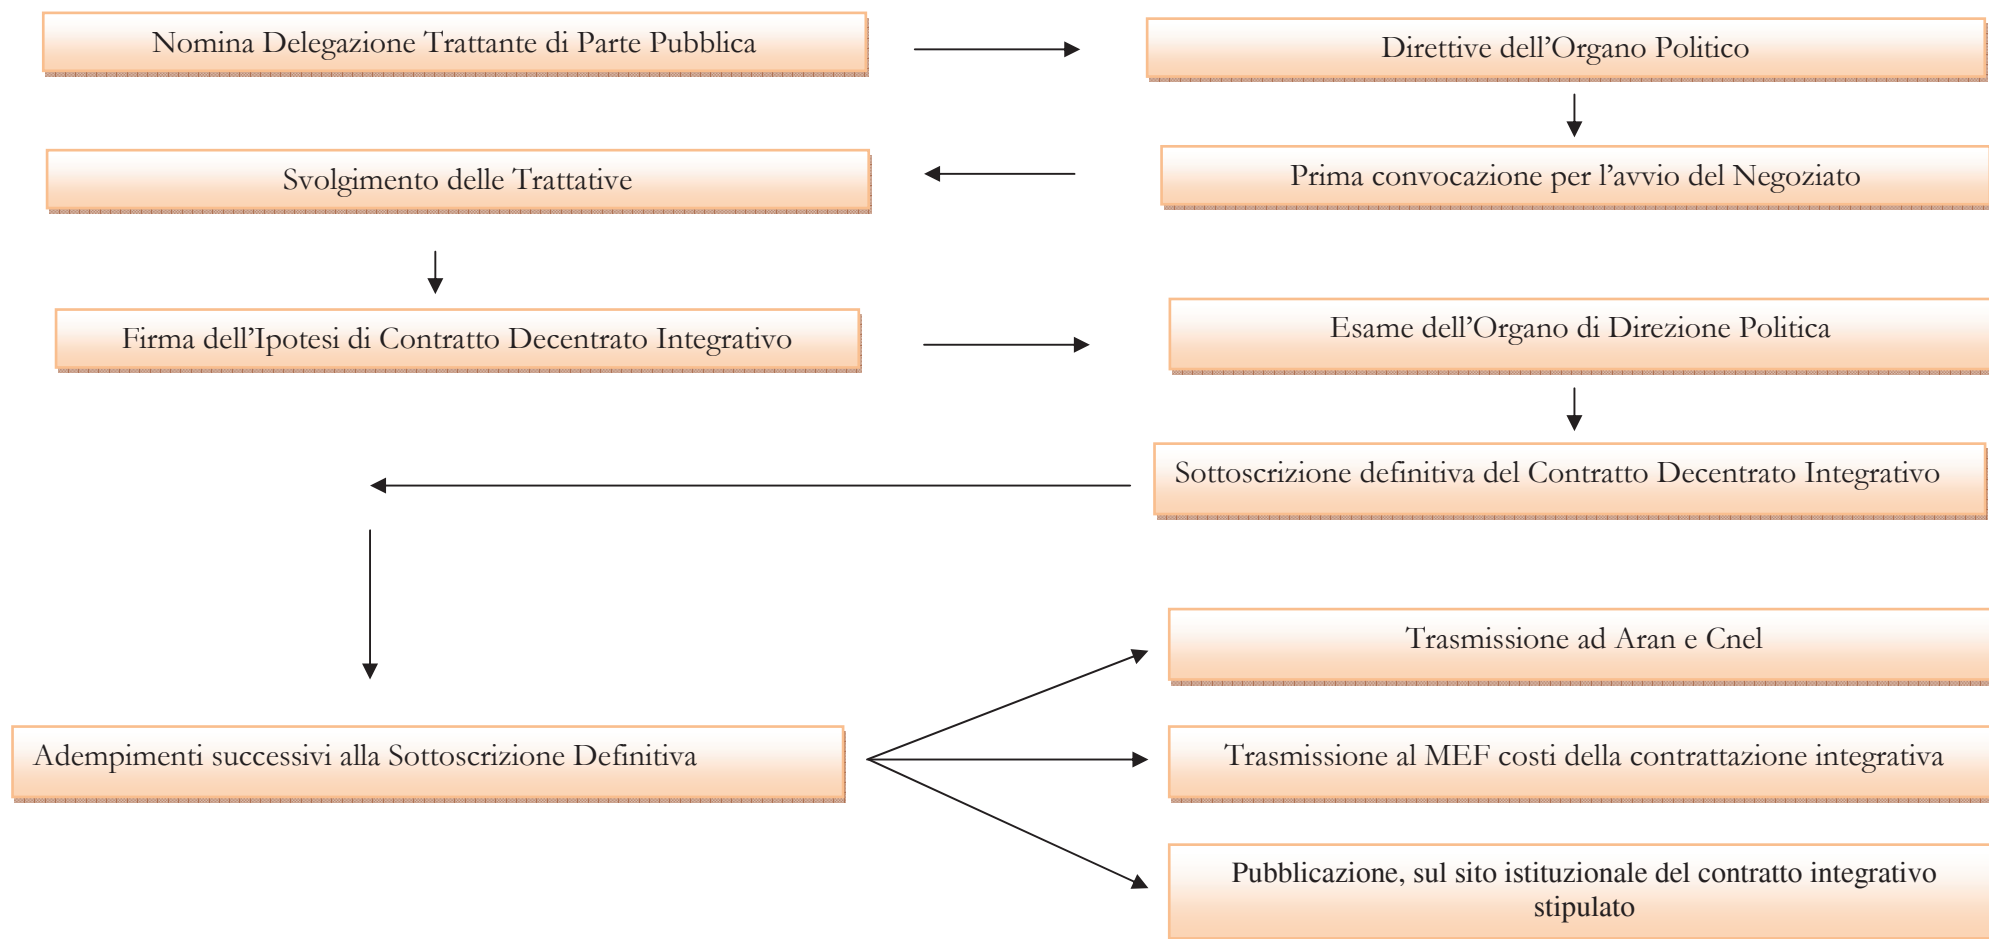 Nomina Delegazione Trattante di Parte Pubblica
Direttive dell’Organo Politico
Svolgimento delle Trattative
Prima convocazione per l’avvio del Negoziato
Firma dell’Ipotesi di Contratto Decentrato Integrativo
Esame dell’Organo di Direzione Politica
Sottoscrizione definitiva del Contratto Decentrato Integrativo
Trasmissione ad Aran e Cnel
Adempimenti successivi alla Sottoscrizione Definitiva
Trasmissione al MEF costi della contrattazione integrativa
Pubblicazione, sul sito istituzionale del contratto integrativo
stipulato